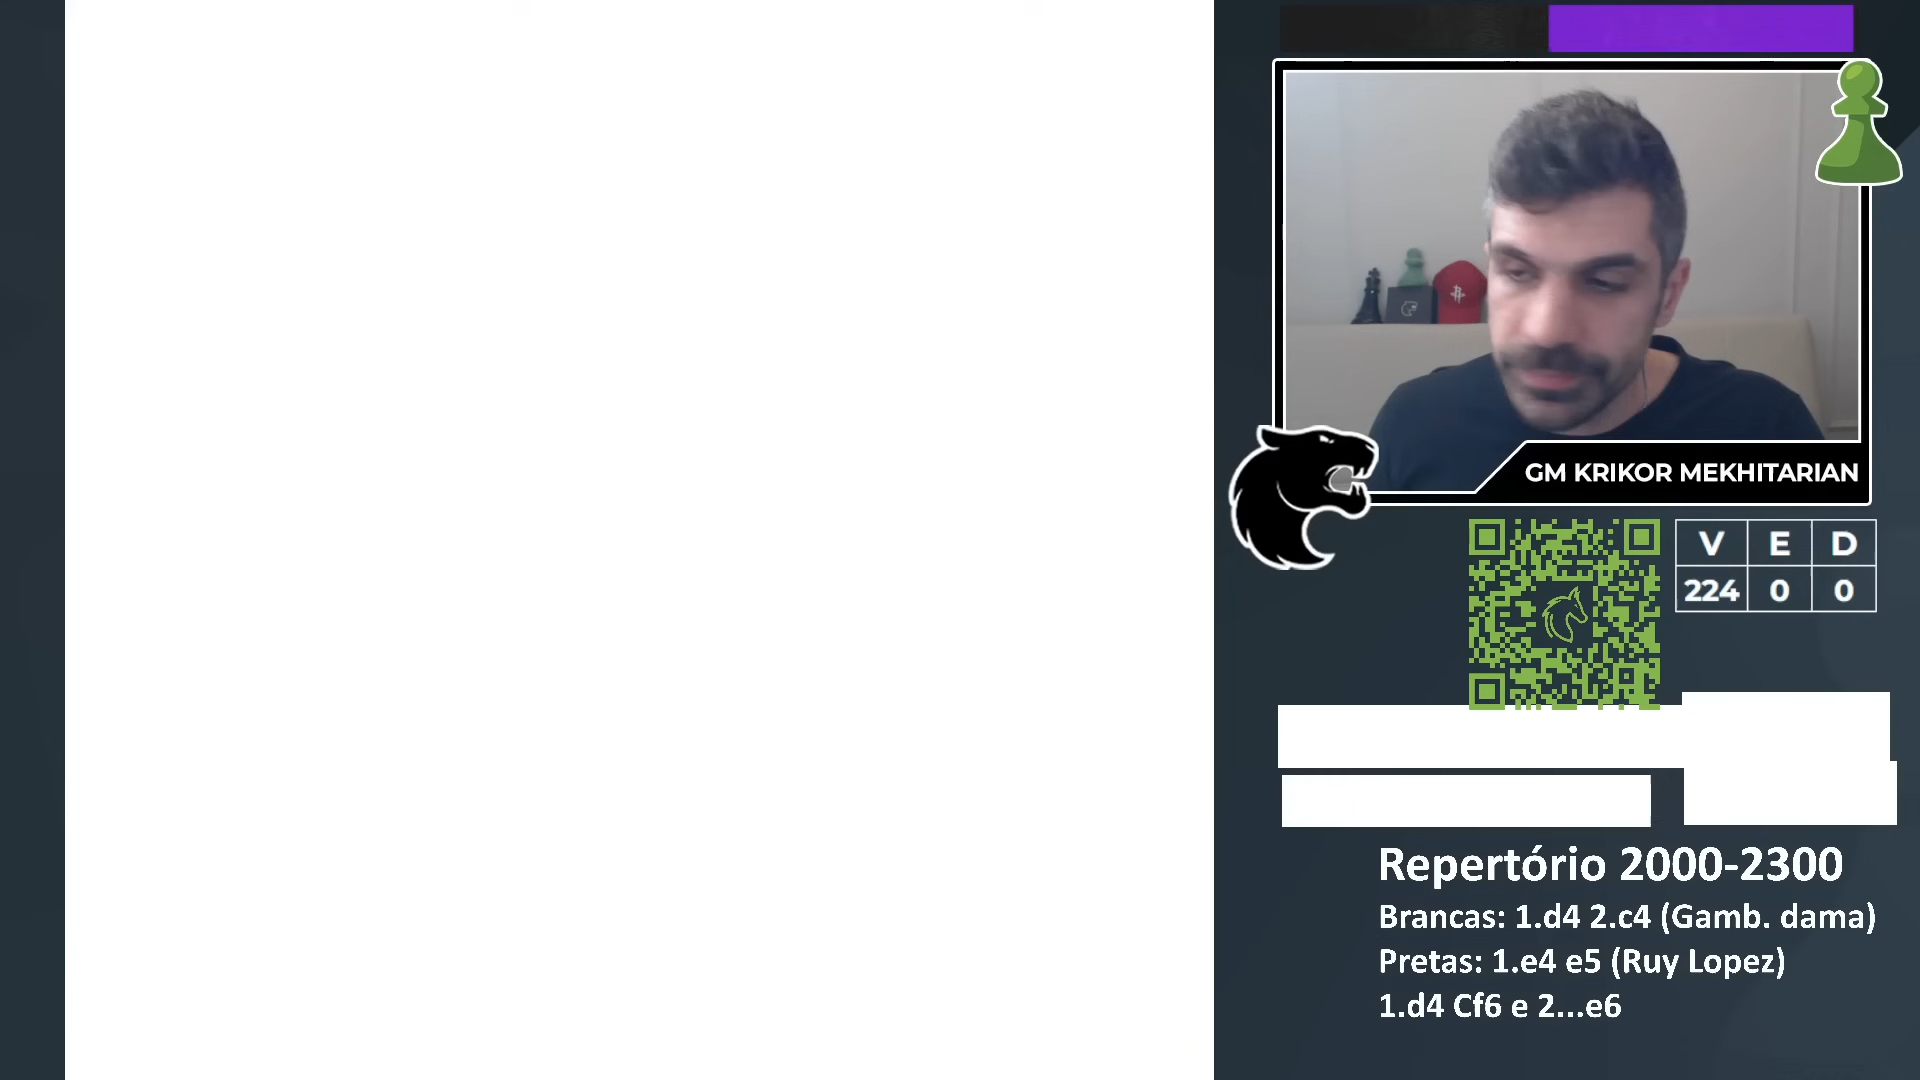 GM KRIKOR MEKHITARIAN
V E D
224 0 0
Repertório 2000-2300
Brancas: 1.d4 2.c4 (Gamb. dama)
Pretas: 1.e4 e5 (Ruy Lopez)
1.d4 Cf6 e 2...e6